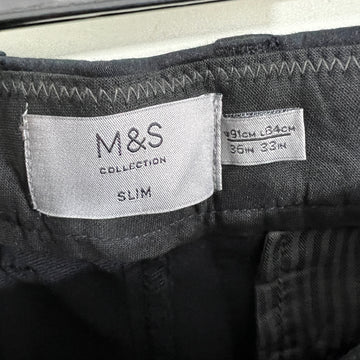 M&S
COLLECTION
SLIM
W91CM L84CM
36IN 33IN